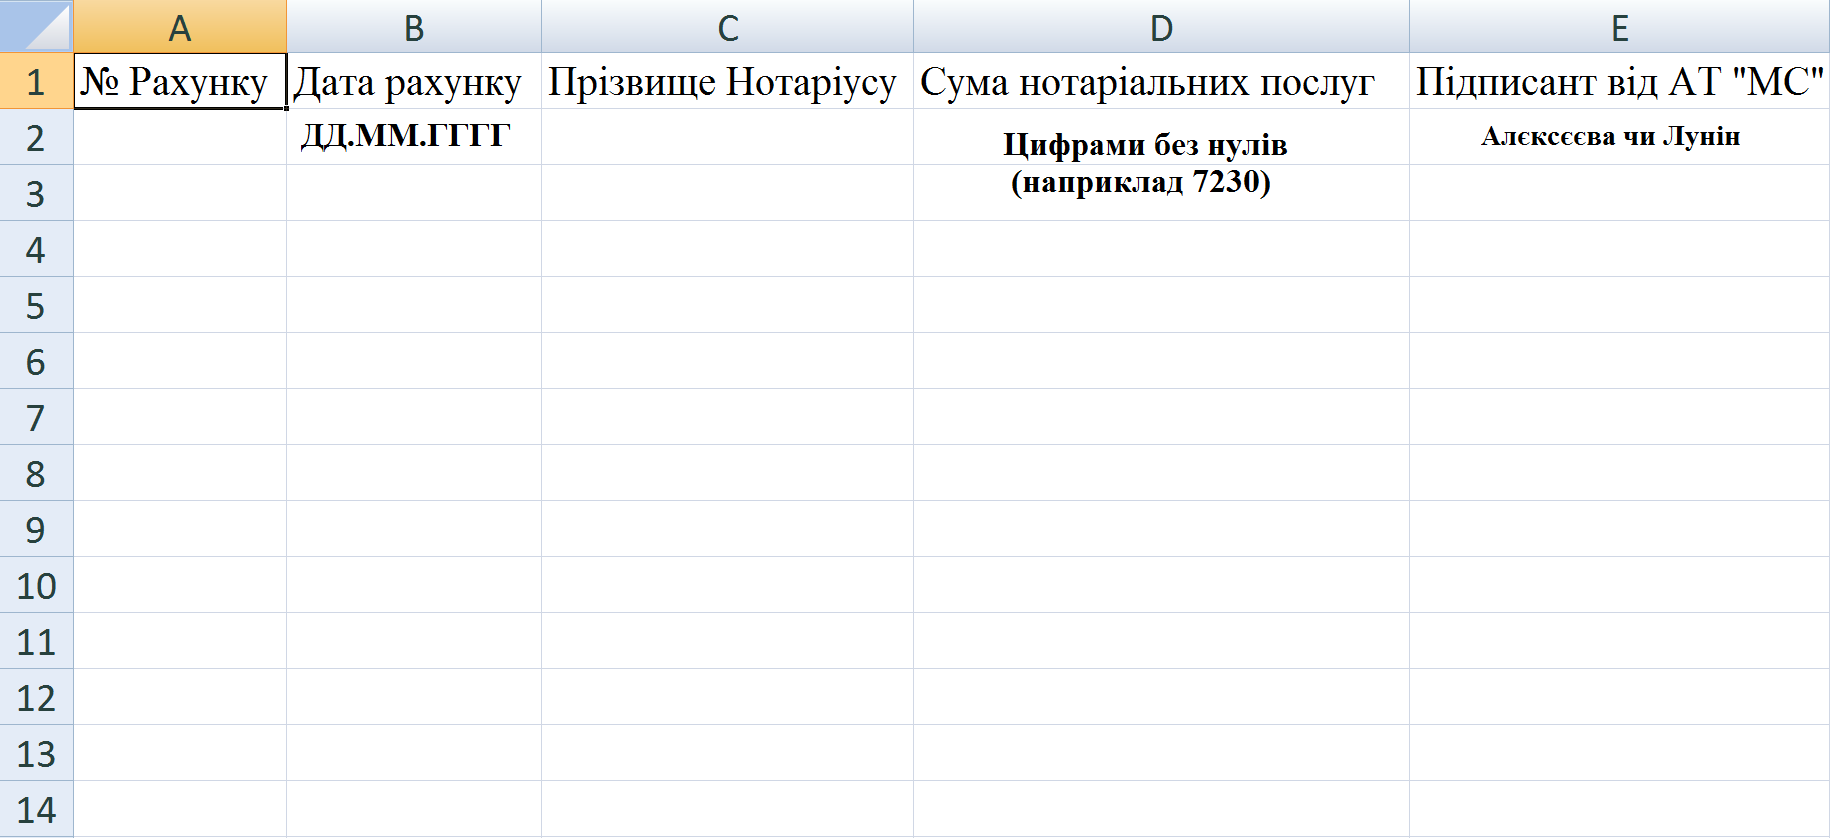 A B C D E
1 № Рахунку Дата рахунку Прізвище Нотаріусу Сума нотаріальних послуг Підписант від АТ "МС"
2 ДД.ММ.ГГГГ Цифрами без нулів Алєксєєва чи Лунін
3 (наприклад 7230)
4
5
6
7
8
9
10
11
12
13
14